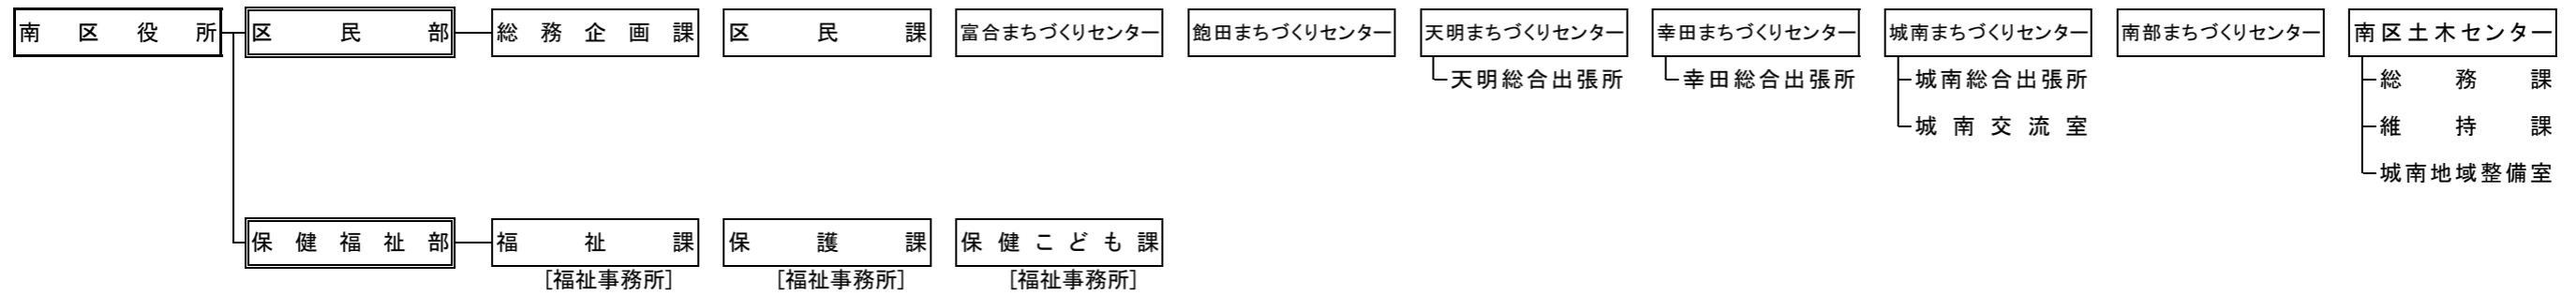 南区役所 区民部 総務企画課 区民課 富合まちづくりセンター 飽田まちづくりセンター 天明まちづくりセンター 幸田まちづくりセンター 城南まちづくりセンター 南部まちづくりセンター 南区土木センター
天明総合出張所 幸田総合出張所 城南総合出張所 総務課
城南交流室 維持課
城南地域整備室
保健福祉部 福祉課 保護課 保健こども課
[福祉事務所] [福祉事務所] [福祉事務所]